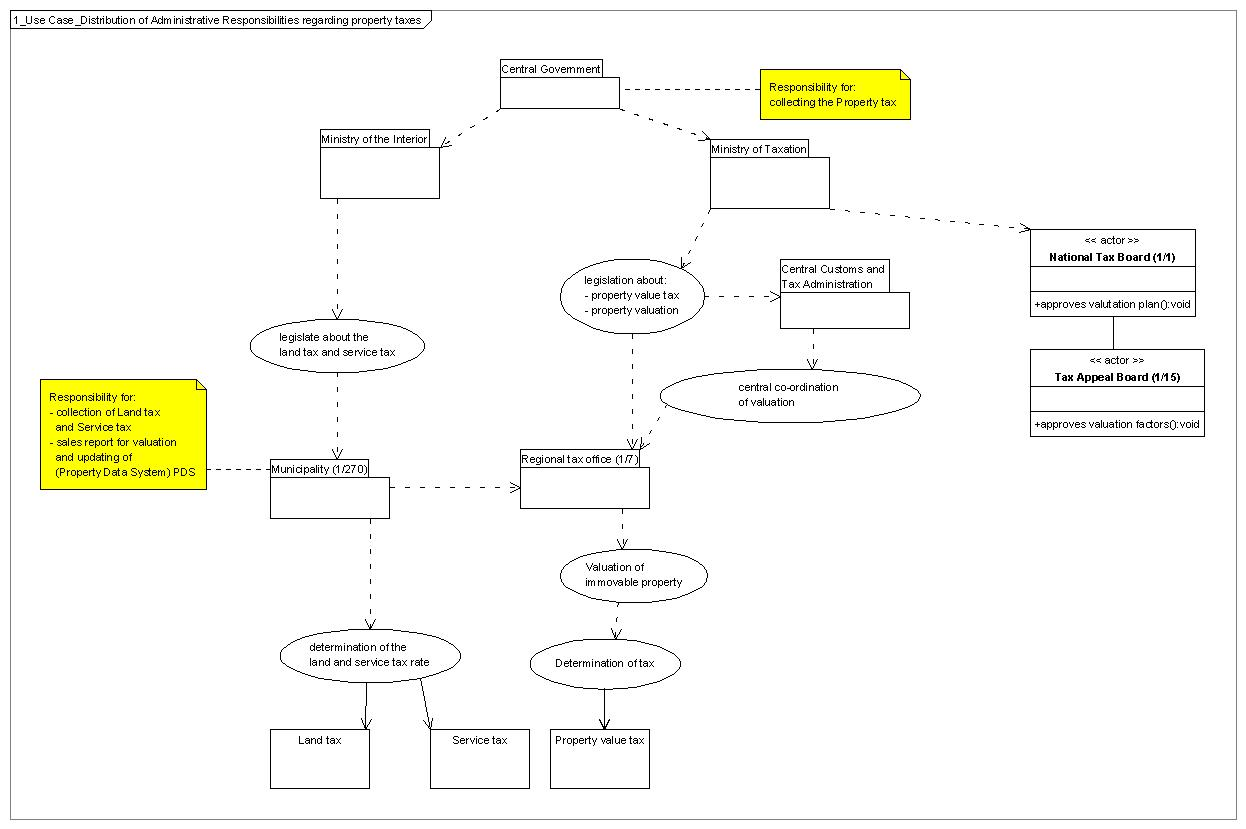 1_Use Case_Distribution of Administrative Responsibilities regarding property taxes
Central Government
Responsibility for:
collecting the Property tax
Ministry of the Interior
Ministry of Taxation
<< actor >>
National Tax Board (1/1)
+approves valutation plan():void
legislation about:
- property value tax
- property valuation
Central Customs and
Tax Administration
legislate about the
land tax and service tax
<< actor >>
Tax Appeal Board (1/15)
+approves valuation factors():void
central co-ordination
of valuation
Responsibility for:
- collection of Land tax
and Service tax
- sales report for valuation
and updating of
(Property Data System) PDS
Municipality (1/270)
Regional tax office (1/7)
Valuation of
immovable property
determination of the
land and service tax rate
Determination of tax
Land tax
Service tax
Property value tax